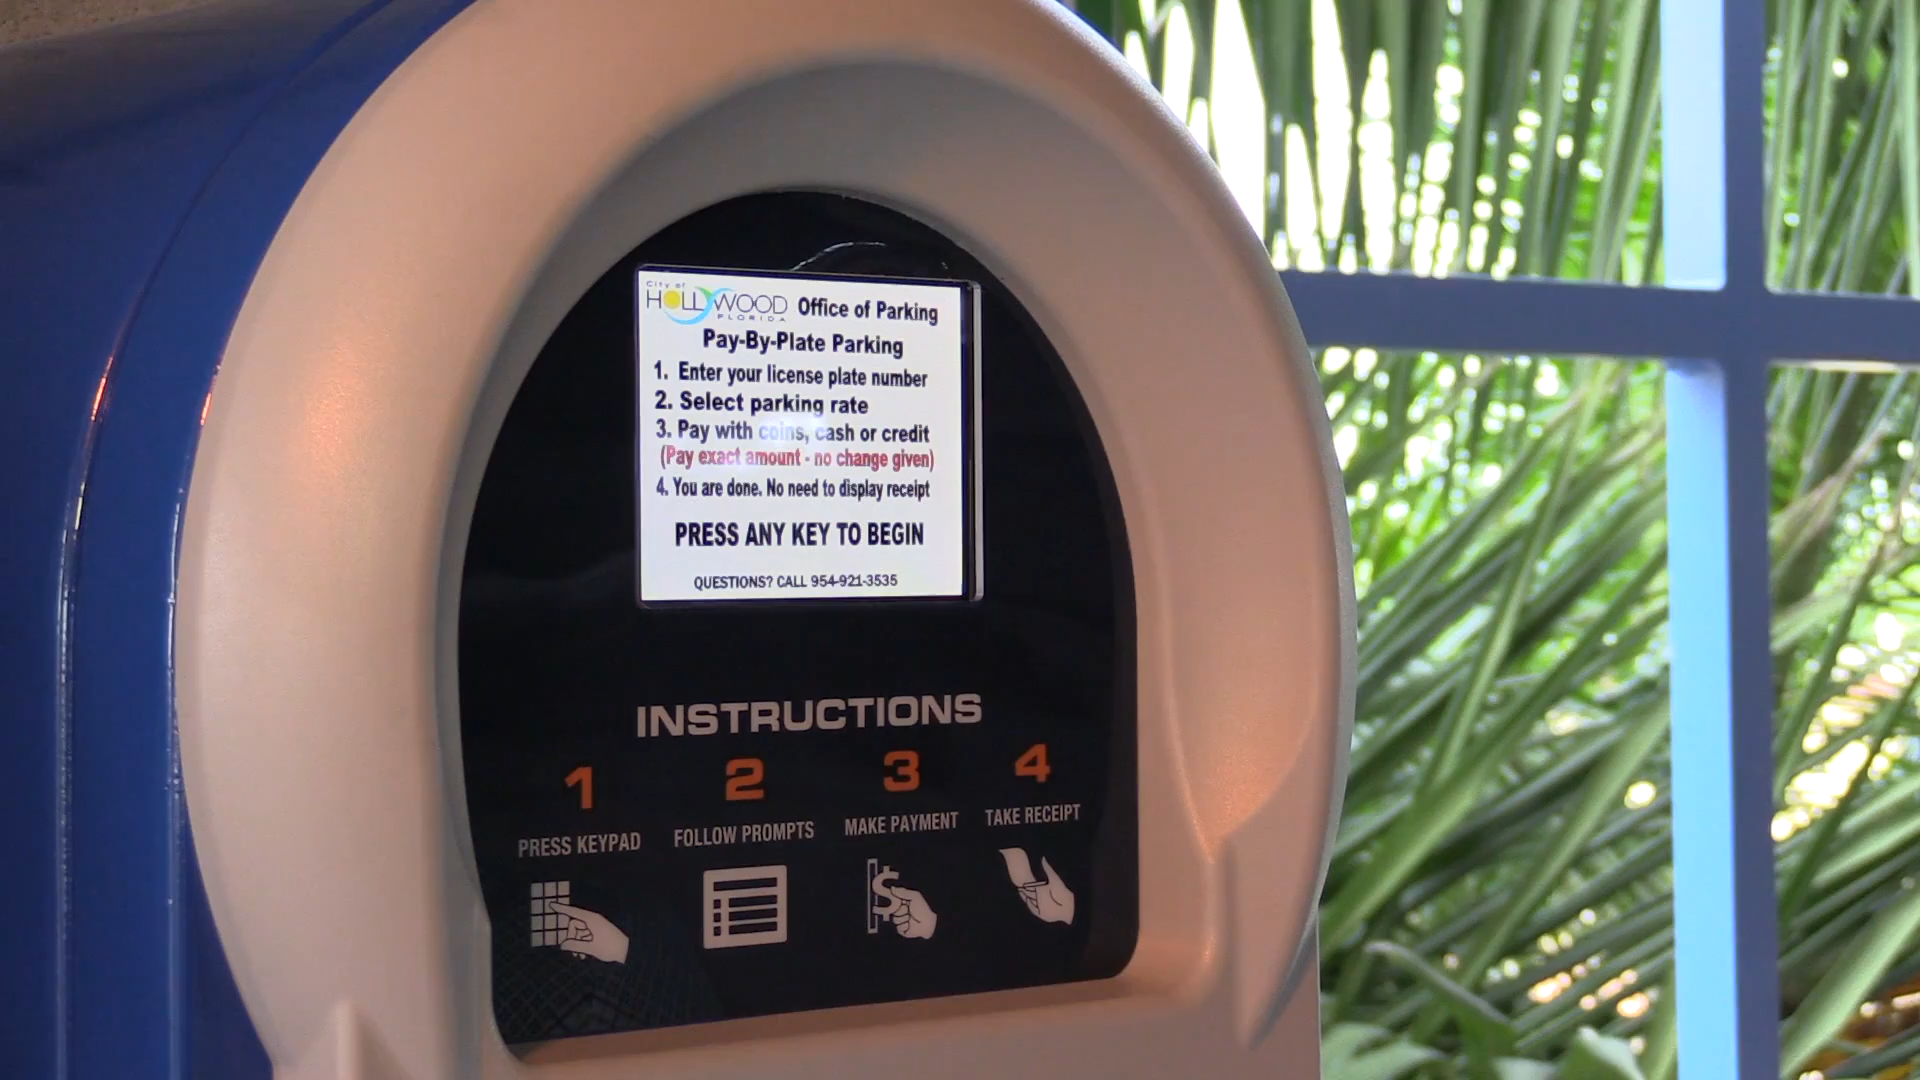 City of
HOLLYWOOD
FLORIDA
Office of Parking
Pay-By-Plate Parking
1. Enter your license plate number
2. Select parking rate
3. Pay with coins, cash or credit
(Pay exact amount - no change given)
4. You are done. No need to display receipt
PRESS ANY KEY TO BEGIN
QUESTIONS? CALL 954-921-3535
INSTRUCTIONS
1 2 3 4
PRESS KEYPAD FOLLOW PROMPTS MAKE PAYMENT TAKE RECEIPT
$